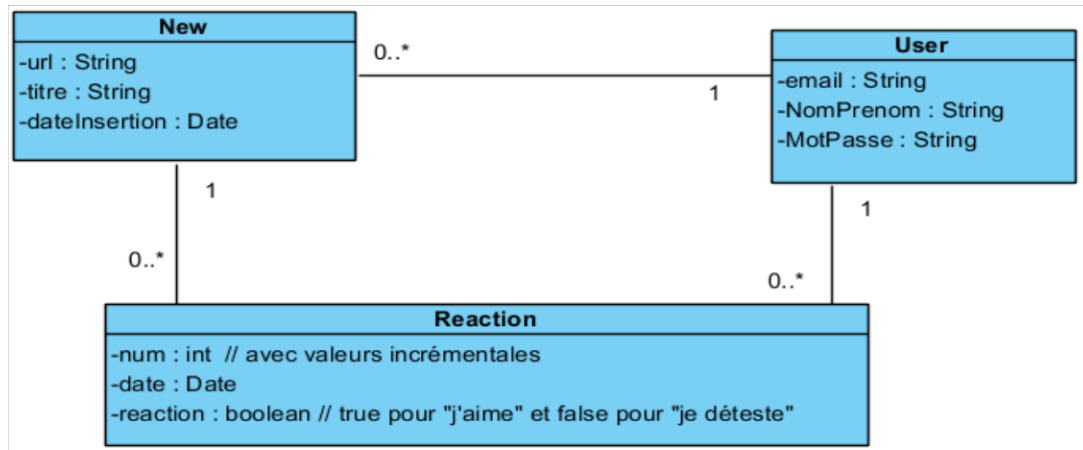 New
-url : String
-titre : String
-dateInsertion : Date
0..*
1
User
-email : String
-NomPrenom : String
-MotPasse : String
1
0..*
1
0..*
Reaction
-num : int // avec valeurs incrémentales
-date : Date
-reaction : boolean // true pour "j'aime" et false pour "je déteste"